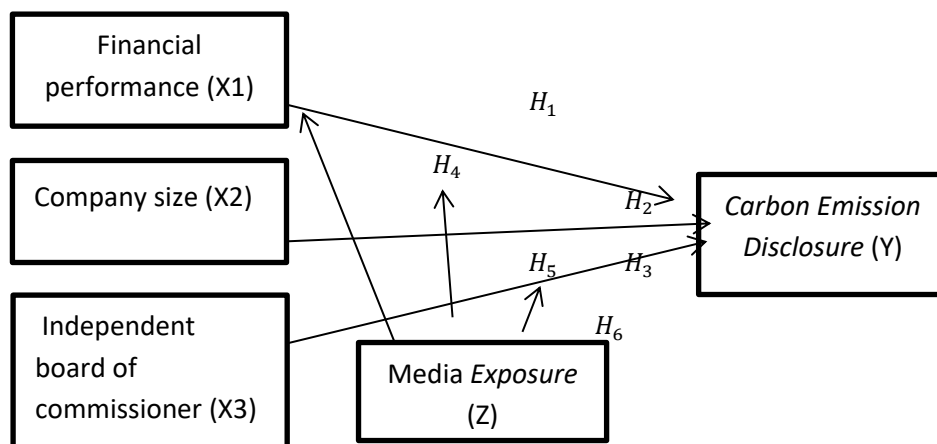 Financial
performance (X1)
H₁
H₄
Company size (X2)
H₂
Carbon Emission
Disclosure (Y)
H₅
H₃
Independent
board of
commissioner (X3)
H₆
Media Exposure
(Z)